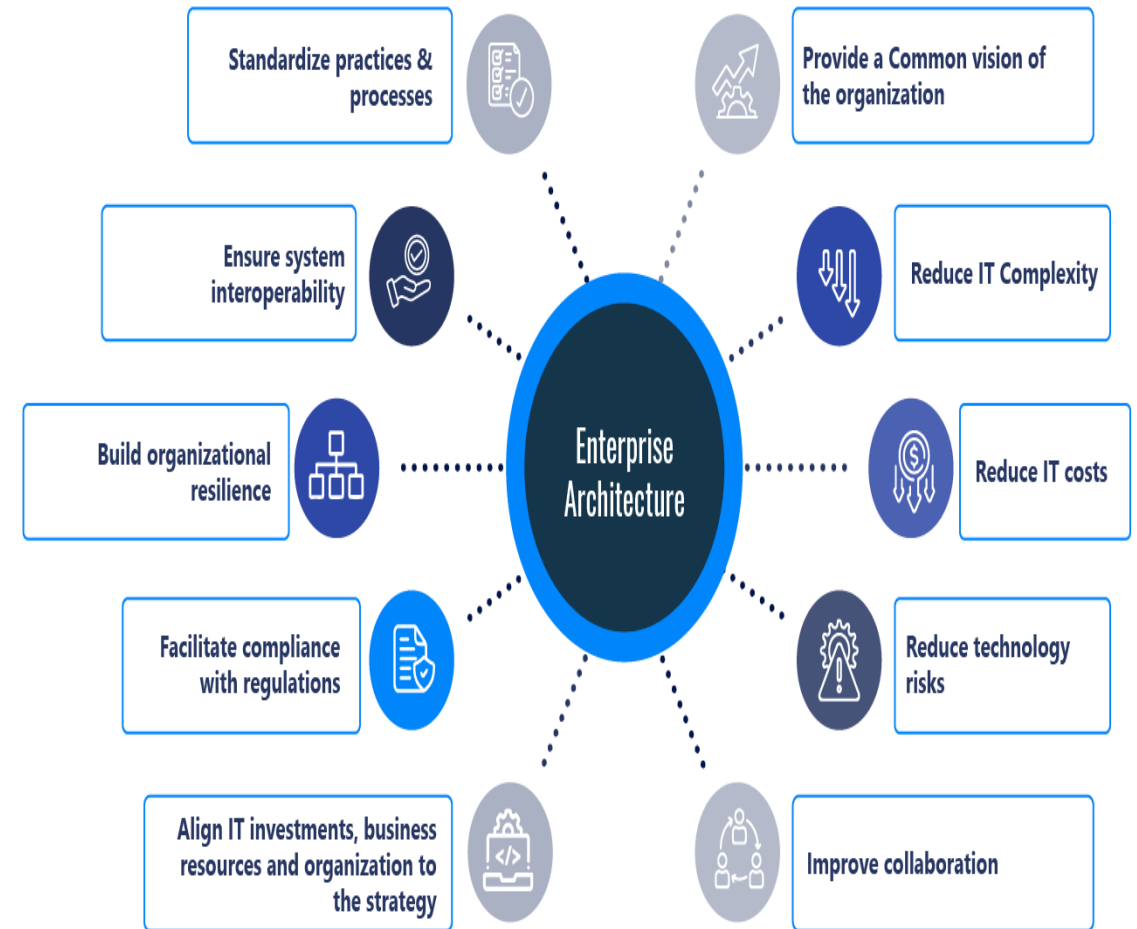 Standardize practices &
processes
Provide a Common vision of
the organization
Ensure system
interoperability
Reduce IT Complexity
Build organizational
resilience
Enterprise
Architecture
Reduce IT costs
Facilitate compliance
with regulations
Reduce technology
risks
Align IT investments, business
resources and organization to
the strategy
Improve collaboration